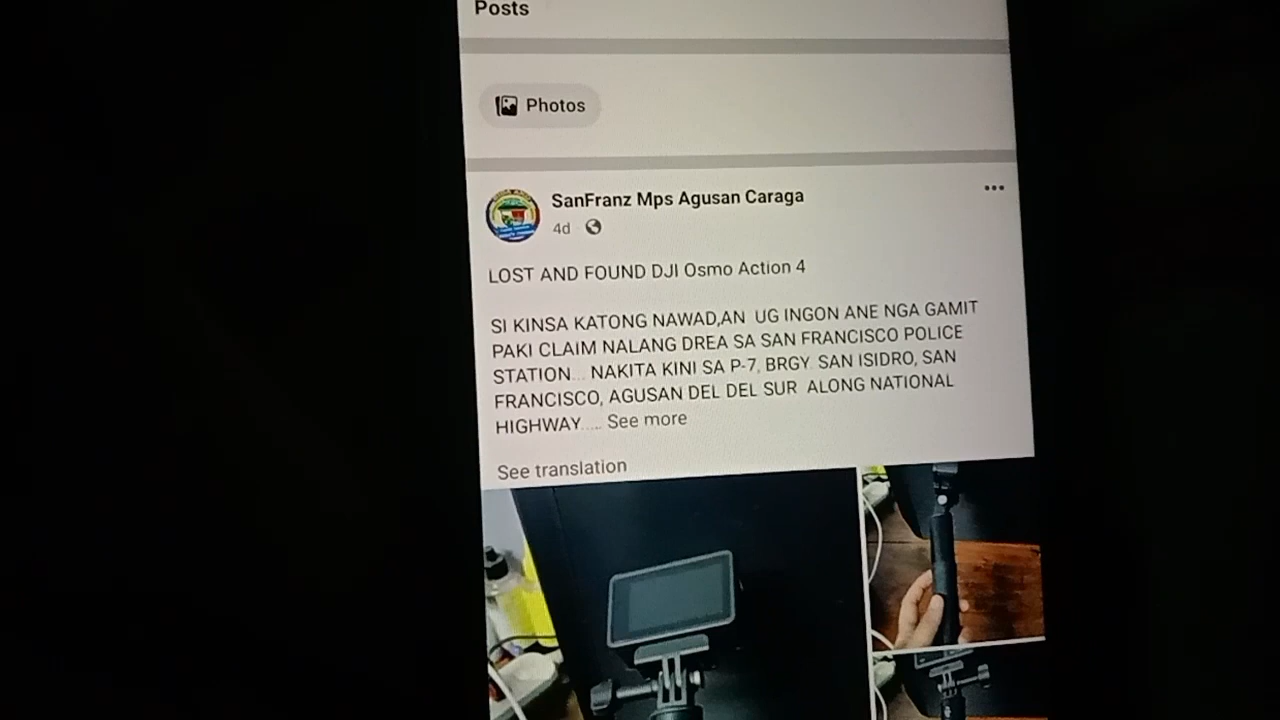 Posts
Photos
SanFranz Mps Agusan Caraga
4d
LOST AND FOUND DJI Osmo Action 4
SI KINSA KATONG NAWAD,AN UG INGON ANE NGA GAMIT
PAKI CLAIM NALANG DREA SA SAN FRANCISCO POLICE
STATION... NAKITA KINI SA P-7, BRGY. SAN ISIDRO, SAN
FRANCISCO, AGUSAN DEL DEL SUR ALONG NATIONAL
HIGHWAY..... See more
See translation